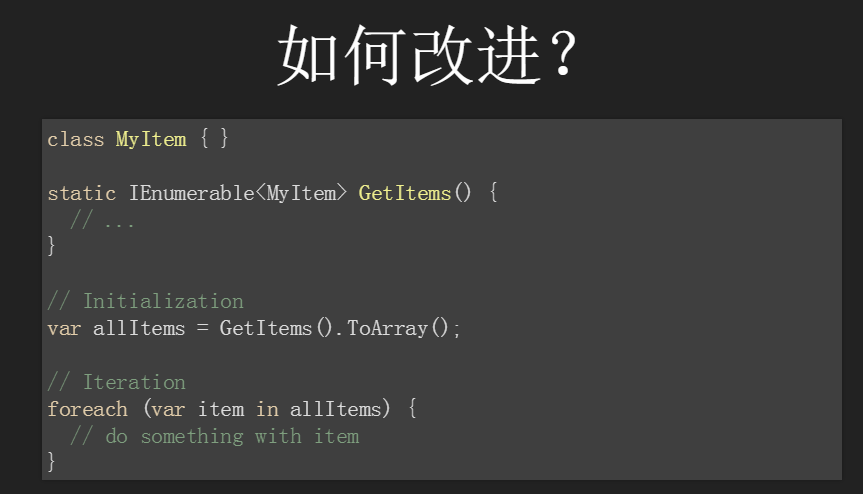 如何改进？
class MyItem { }
static IEnumerable<MyItem> GetItems() {
  // ...
}
// Initialization
var allItems = GetItems().ToArray();
// Iteration
foreach (var item in allItems) {
  // do something with item
}